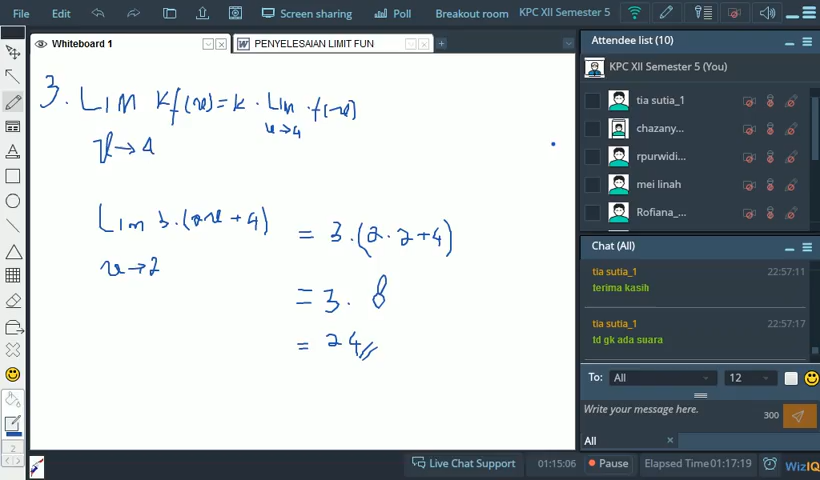 File Edit Screen sharing Poll Breakout room KPC XII Semester 5
Whiteboard 1 PENYELESAIAN LIMIT FUN
Attendee list (10)
KPC XII Semester 5 (You)
tia sutia_1
chazany...
rpurwidi...
mei linah
Rofiana_...
Chat (All)
tia sutia_1 22:57:11
terima kasih
tia sutia_1 22:57:17
td gk ada suara
To: All 12
Write your message here. 300
All
3. Lim kf(x) = k . Lim . f(x)
x→4 x→4
Lim 3.(2x + 4) = 3.(2.2+4)
x→2
= 3. 8
= 24
2
Live Chat Support 01:15:06 Pause Elapsed Time 01:17:19 WizIQ